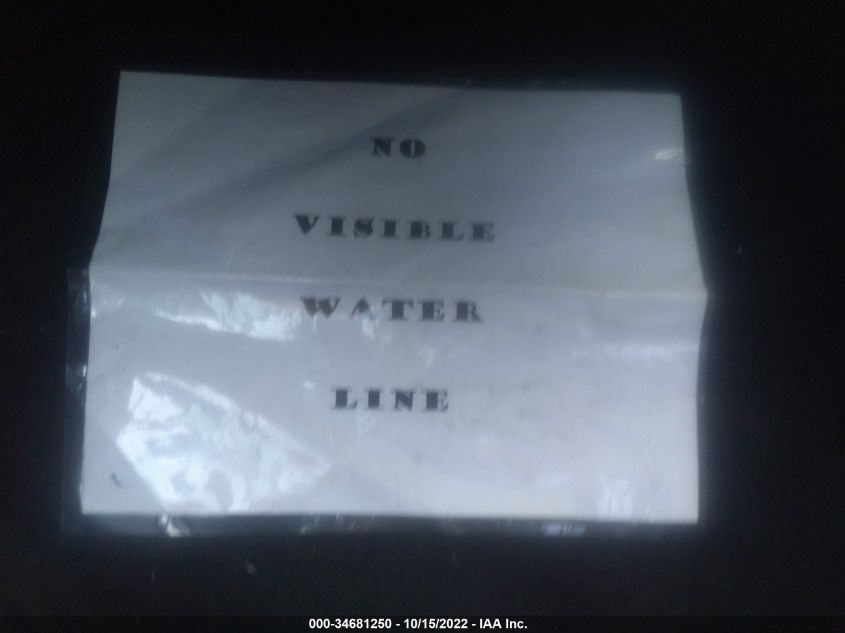 NO
VISIBLE
WATER
LINE
000-34681250 - 10/15/2022 - IAA Inc.